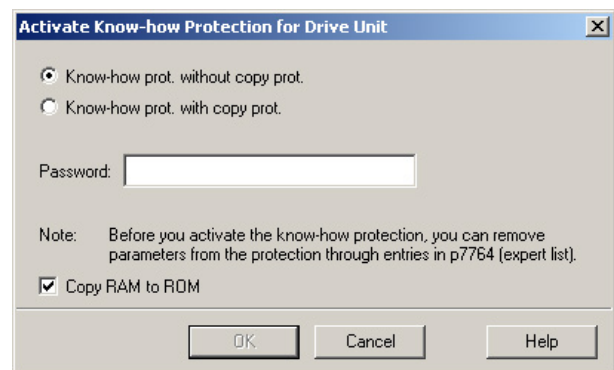 Activate Know-how Protection for Drive Unit
Know-how prot. without copy prot.
Know-how prot. with copy prot.
Password:
Note: Before you activate the know-how protection, you can remove
parameters from the protection through entries in p7764 (expert list).
Copy RAM to ROM
OK Cancel Help